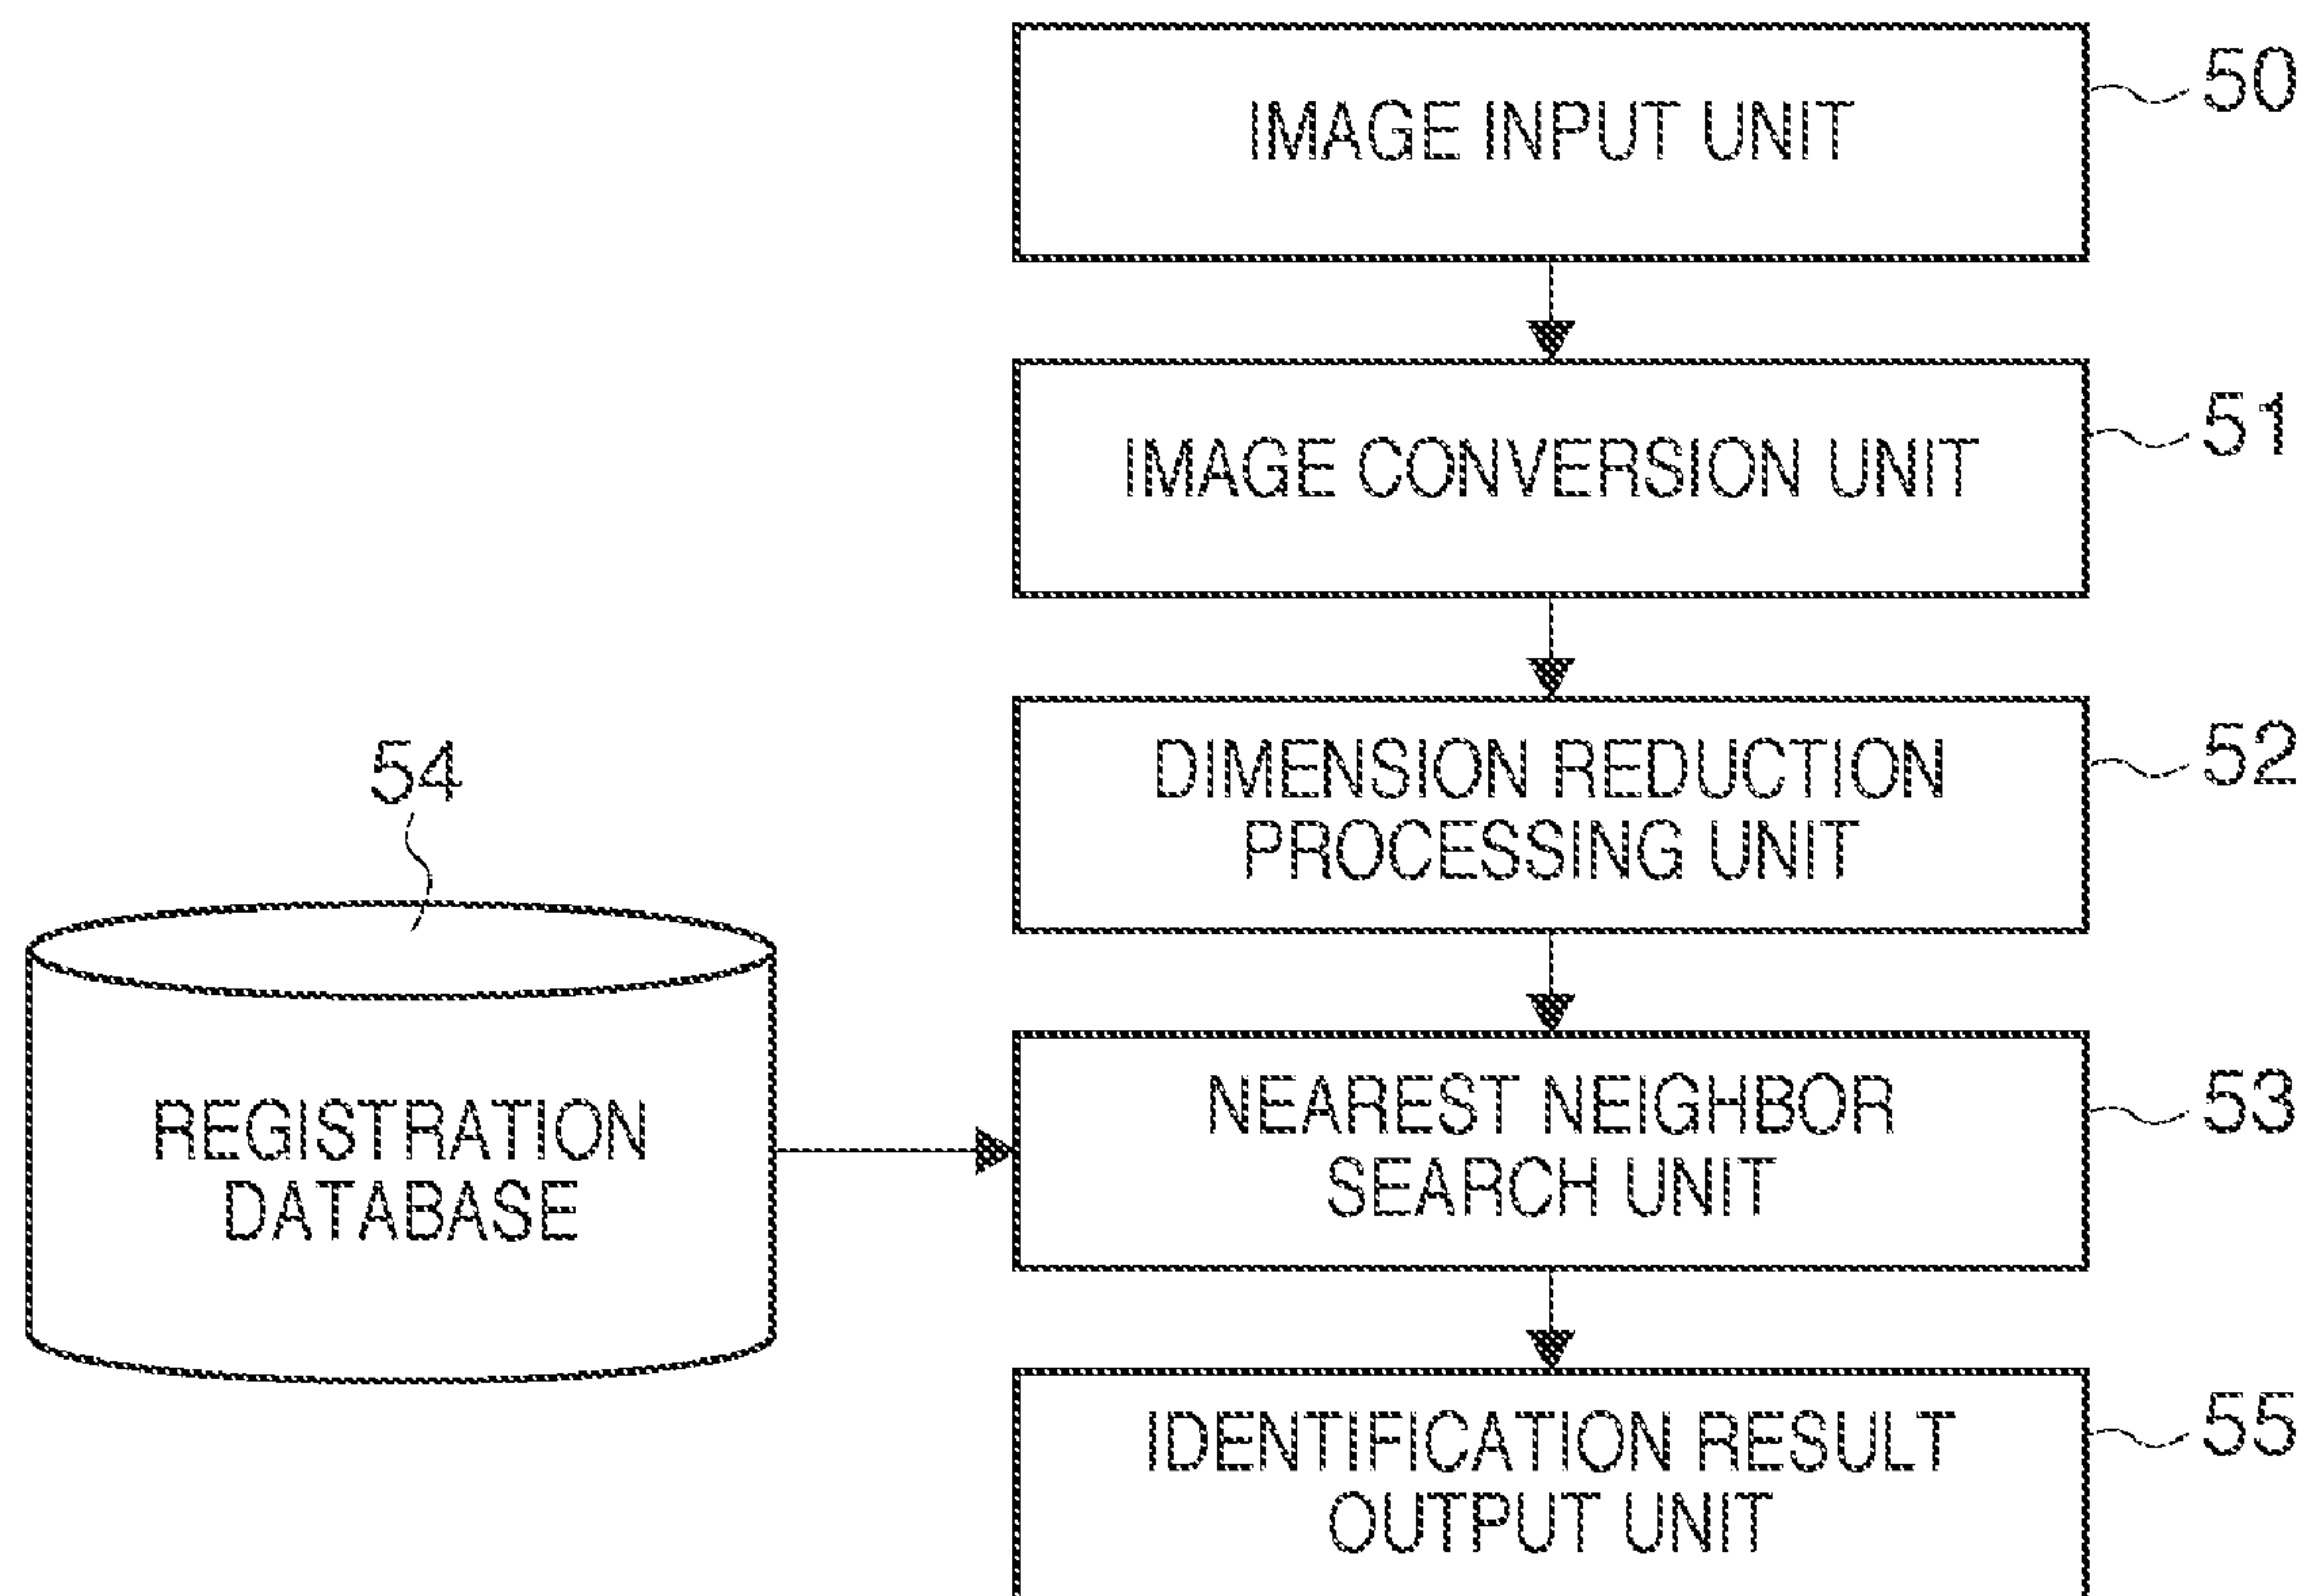 IMAGE INPUT UNIT
50
IMAGE CONVERSION UNIT
51
DIMENSION REDUCTION
PROCESSING UNIT
52
54
REGISTRATION
DATABASE
NEAREST NEIGHBOR
SEARCH UNIT
53
IDENTIFICATION RESULT
OUTPUT UNIT
55